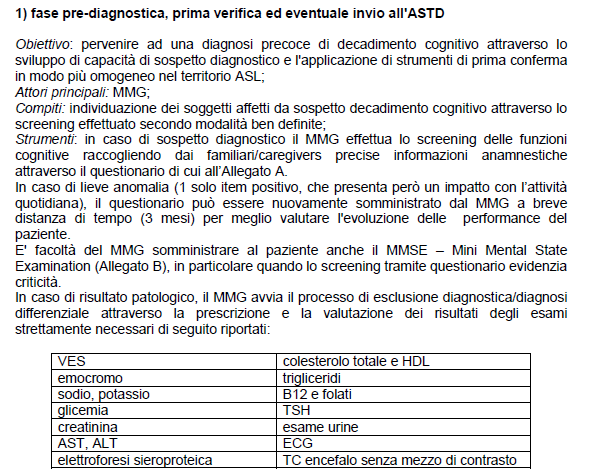 1) fase pre-diagnostica, prima verifica ed eventuale invio all'ASTD
Obiettivo: pervenire ad una diagnosi precoce di decadimento cognitivo attraverso lo
sviluppo di capacità di sospetto diagnostico e l'applicazione di strumenti di prima conferma
in modo più omogeneo nel territorio ASL;
Attori principali: MMG;
Compiti: individuazione dei soggetti affetti da sospetto decadimento cognitivo attraverso lo
screening effettuato secondo modalità ben definite;
Strumenti: in caso di sospetto diagnostico il MMG effettua lo screening delle funzioni
cognitive raccogliendo dai familiari/caregivers precise informazioni anamnestiche
attraverso il questionario di cui all'Allegato A.
In caso di lieve anomalia (1 solo item positivo, che presenta però un impatto con l'attività
quotidiana), il questionario può essere nuovamente somministrato dal MMG a breve
distanza di tempo (3 mesi) per meglio valutare l'evoluzione delle performance del
paziente.
E' facoltà del MMG somministrare al paziente anche il MMSE – Mini Mental State
Examination (Allegato B), in particolare quando lo screening tramite questionario evidenzia
criticità.
In caso di risultato patologico, il MMG avvia il processo di esclusione diagnostica/diagnosi
differenziale attraverso la prescrizione e la valutazione dei risultati degli esami
strettamente necessari di seguito riportati:
VES colesterolo totale e HDL
emocromo trigliceridi
sodio, potassio B12 e folati
glicemia TSH
creatinina esame urine
AST, ALT ECG
elettroforesi sieroproteica TC encefalo senza mezzo di contrasto